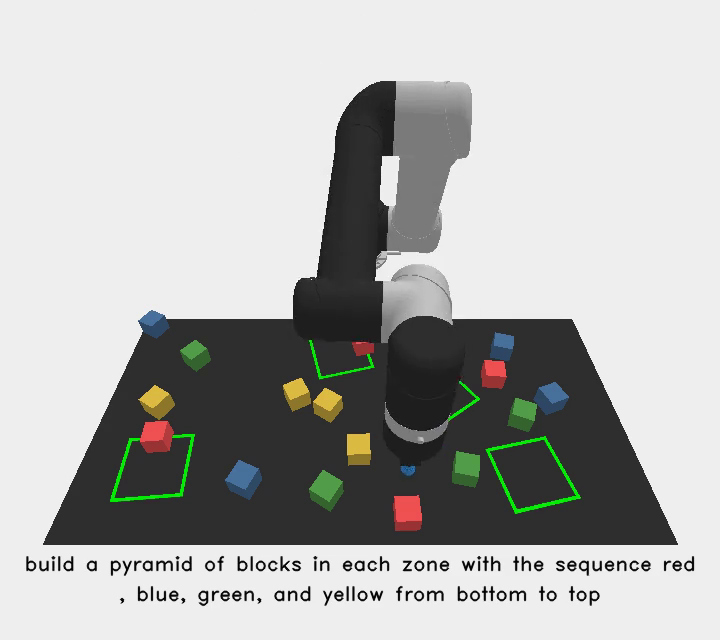 build a pyramid of blocks in each zone with the sequence red
, blue, green, and yellow from bottom to top